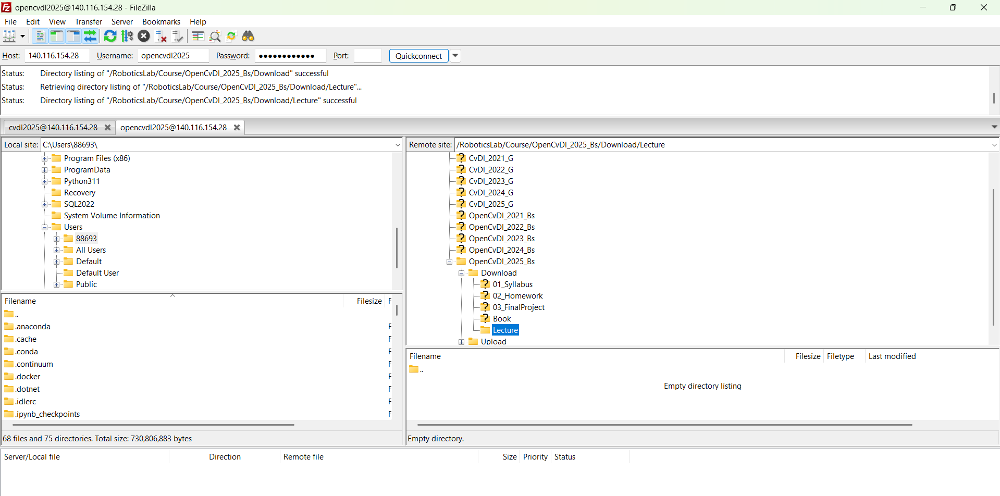 opencvdl2025@140.116.154.28 - FileZilla
File Edit View Transfer Server Bookmarks Help
Host: 140.116.154.28 Username: opencvdl2025 Password: ●●●●●●●●●●●● Port: Quickconnect
Status: Directory listing of "/RoboticsLab/Course/OpenCvDl_2025_Bs/Download" successful
Status: Retrieving directory listing of "/RoboticsLab/Course/OpenCvDl_2025_Bs/Download/Lecture"...
Status: Directory listing of "/RoboticsLab/Course/OpenCvDl_2025_Bs/Download/Lecture" successful
cvdl2025@140.116.154.28 opencvdl2025@140.116.154.28
Local site: C:\Users\88693\
Program Files (x86)
ProgramData
Python311
Recovery
SQL2022
System Volume Information
Users
88693
All Users
Default
Default User
Public
Filename Filesize F
..
.anaconda F
.cache F
.conda F
.continuum F
.docker F
.dotnet F
.idlerc F
.ipynb_checkpoints F
68 files and 75 directories. Total size: 730,806,883 bytes
Remote site: /RoboticsLab/Course/OpenCvDl_2025_Bs/Download/Lecture
CvDl_2021_G
CvDl_2022_G
CvDl_2023_G
CvDl_2024_G
CvDl_2025_G
OpenCvDl_2021_Bs
OpenCvDl_2022_Bs
OpenCvDl_2023_Bs
OpenCvDl_2024_Bs
OpenCvDl_2025_Bs
Download
01_Syllabus
02_Homework
03_FinalProject
Book
Lecture
Upload
Filename Filesize Filetype Last modified
..
Empty directory listing
Empty directory.
Server/Local file Direction Remote file Size Priority Status